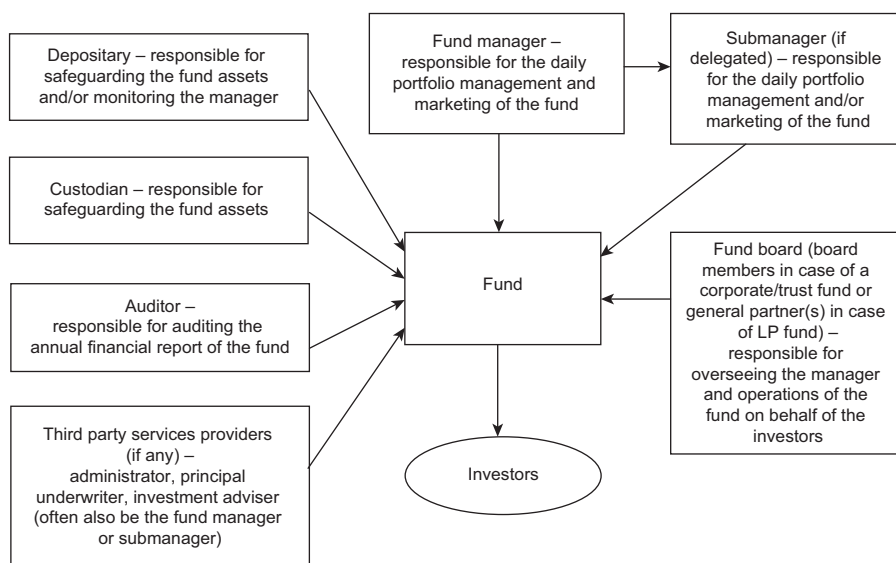 Depositary – responsible for
safeguarding the fund assets
and/or monitoring the manager
Fund manager –
responsible for the daily
portfolio management and
marketing of the fund
Submanager (if
delegated) – responsible
for the daily portfolio
management and/or
marketing of the fund
Custodian – responsible for
safeguarding the fund assets
Fund
Fund board (board
members in case of a
corporate/trust fund or
general partner(s) in case
of LP fund) –
responsible for
overseeing the manager
and operations of the
fund on behalf of the
investors
Auditor –
responsible for auditing the
annual financial report of the fund
Third party services providers
(if any) –
administrator, principal
underwriter, investment adviser
(often also be the fund manager
or submanager)
Investors